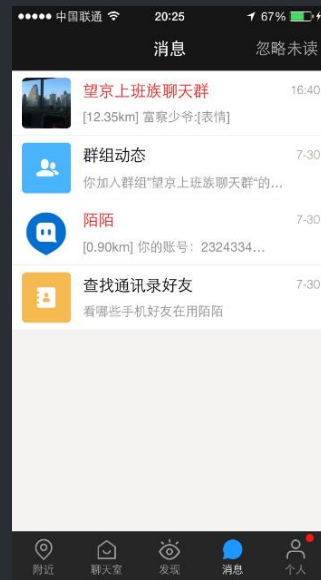 中国联通 20:25 67%
消息 忽略未读
望京上班族聊天群 16:40
[12.35km] 富察少爷:[表情]
群组动态 7-30
你加入群组"望京上班族聊天群"的...
陌陌 7-30
[0.90km] 你的账号：2324334...
查找通讯录好友 7-30
看哪些手机好友在用陌陌
附近 聊天室 发现 消息 个人